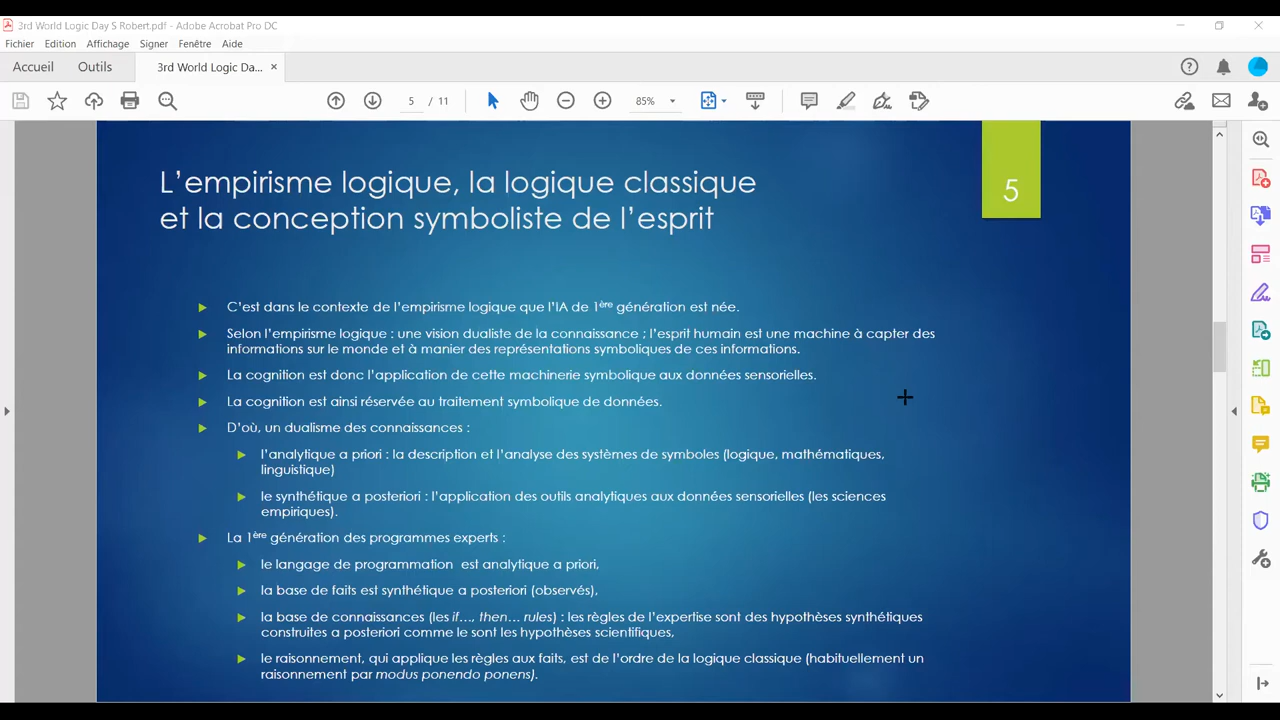 3rd World Logic Day S Robert.pdf - Adobe Acrobat Pro DC
Fichier Edition Affichage Signer Fenêtre Aide
Accueil Outils 3rd World Logic Da... ×
5 / 11 85%
L’empirisme logique, la logique classique
et la conception symboliste de l’esprit
5
C’est dans le contexte de l’empirisme logique que l’IA de 1ère génération est née.
Selon l’empirisme logique : une vision dualiste de la connaissance ; l’esprit humain est une machine à capter des
informations sur le monde et à manier des représentations symboliques de ces informations.
La cognition est donc l’application de cette machinerie symbolique aux données sensorielles.
La cognition est ainsi réservée au traitement symbolique de données.
D’où, un dualisme des connaissances :
l’analytique a priori : la description et l’analyse des systèmes de symboles (logique, mathématiques,
linguistique)
le synthétique a posteriori : l’application des outils analytiques aux données sensorielles (les sciences
empiriques).
La 1ère génération des programmes experts :
le langage de programmation est analytique a priori,
la base de faits est synthétique a posteriori (observés),
la base de connaissances (les if…, then… rules) : les règles de l’expertise sont des hypothèses synthétiques
construites a posteriori comme le sont les hypothèses scientifiques,
le raisonnement, qui applique les règles aux faits, est de l’ordre de la logique classique (habituellement un
raisonnement par modus ponendo ponens).